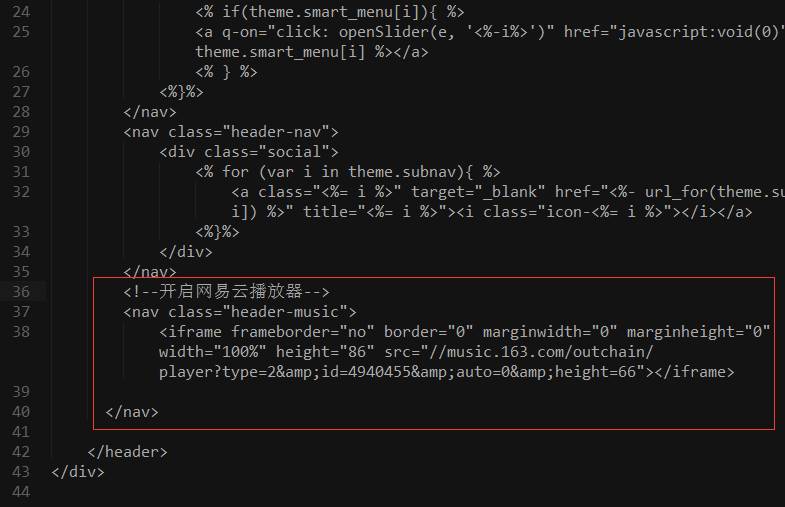 24 <% if(theme.smart_menu[i]){ %>
25 <a q-on="click: openSlider(e, '<%-i%>')" href="javascript:void(0)"
theme.smart_menu[i] %></a>
26 <% } %>
27 <%}%>
28 </nav>
29 <nav class="header-nav">
30 <div class="social">
31 <% for (var i in theme.subnav){ %>
32 <a class="<%= i %>" target="_blank" href="<%- url_for(theme.su
i]) %>" title="<%= i %>"><i class="icon-<%= i %>"></i></a>
33 <%}%>
34 </div>
35 </nav>
36 <!--开启网易云播放器-->
37 <nav class="header-music">
38 <iframe frameborder="no" border="0" marginwidth="0" marginheight="0"
width="100%" height="86" src="//music.163.com/outchain/
player?type=2&amp;id=4940455&amp;auto=0&amp;height=66"></iframe>
39
40 </nav>
41
42 </header>
43 </div>
44